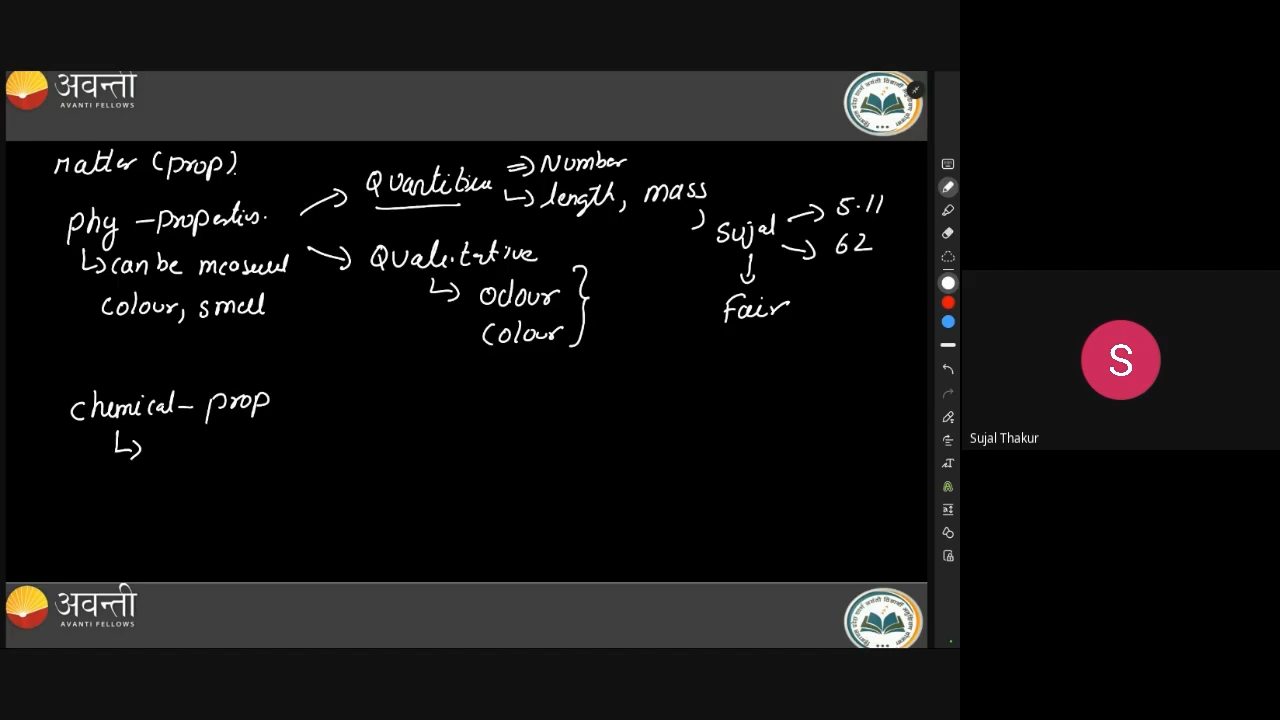 अवन्ती
AVANTI FELLOWS
Matter (prop).
Quantitive ⇒ Number
length, mass
phy - properties.
Sujal → 5.11
62
can be measured
Qualitative
colour, smell
odour
Fair
colour
chemical - prop
S
Sujal Thakur
अवन्ती
AVANTI FELLOWS